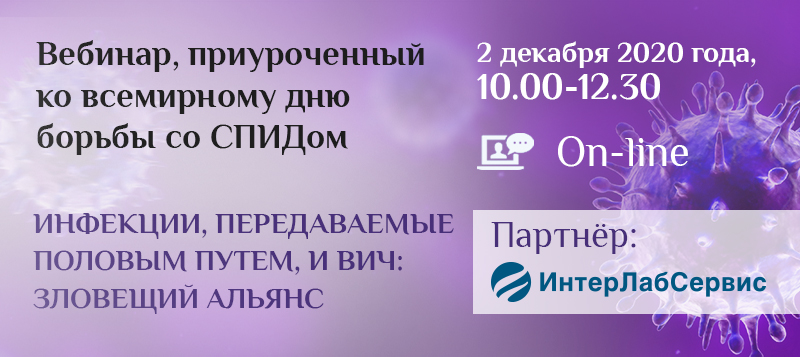 Вебинар, приуроченный
ко всемирному дню
борьбы со СПИДом
ИНФЕКЦИИ, ПЕРЕДАВАЕМЫЕ
ПОЛОВЫМ ПУТЕМ, И ВИЧ:
ЗЛОВЕЩИЙ АЛЬЯНС
2 декабря 2020 года,
10.00-12.30
On-line
Партнёр:
ИнтерЛабСервис